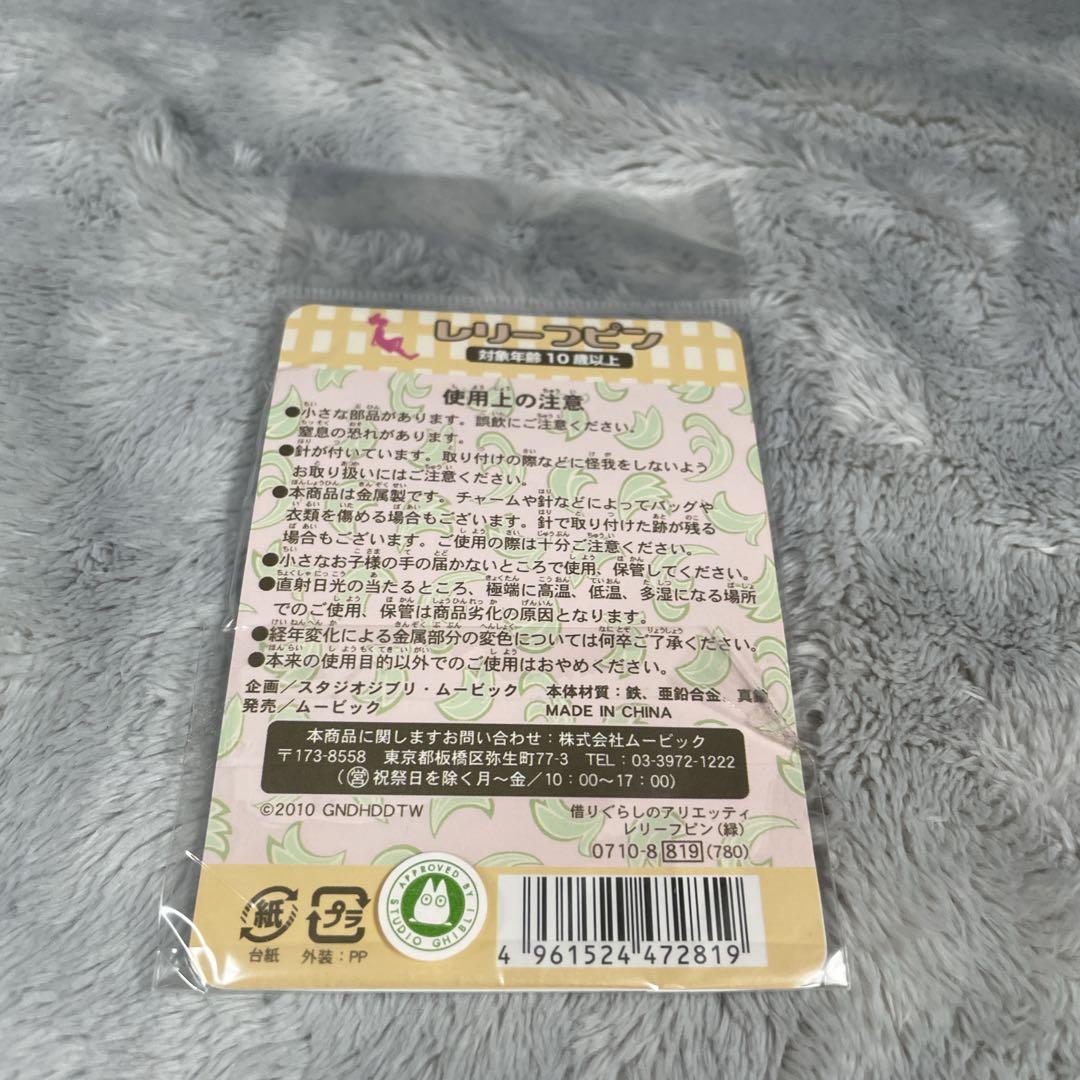 レリーフピン
対象年齢 10 歳以上
使用上の注意
●小さな部品があります。誤飲にご注意ください。
窒息の恐れがあります。
●針が付いています。取り付けの際などに怪我をしないよう
お取り扱いにはご注意ください。
●本商品は金属製です。チャームや針などによってバッグや
衣類を傷める場合もございます。針で取り付けた跡が残る
場合もございます。ご使用の際は十分ご注意ください。
●小さなお子様の手の届かないところで使用、保管してください。
●直射日光の当たるところ、極端に高温、低温、多湿になる場所
でのご使用、保管は商品劣化の原因となります。
●経年変化による金属部分の変色については何卒ご了承ください。
●本来の使用目的以外でのご使用はおやめください。
企画／スタジオジブリ・ムービック
発売／ムービック
本体材質：鉄、亜鉛合金、真
MADE IN CHINA
本商品に関しますお問い合わせ：株式会社ムービック
〒173-8558 東京都板橋区弥生町77-3 TEL：03-3972-1222
（㊡祝祭日を除く月〜金／10：00〜17：00）
©2010 GNDHDDTW
借りぐらしのアリエッティ
レリーフピン（緑）
0710-8 819 (780)
紙
台紙
プラ
外装：PP
APPROVED BY STUDIO GHIBLI
4 961524 472819